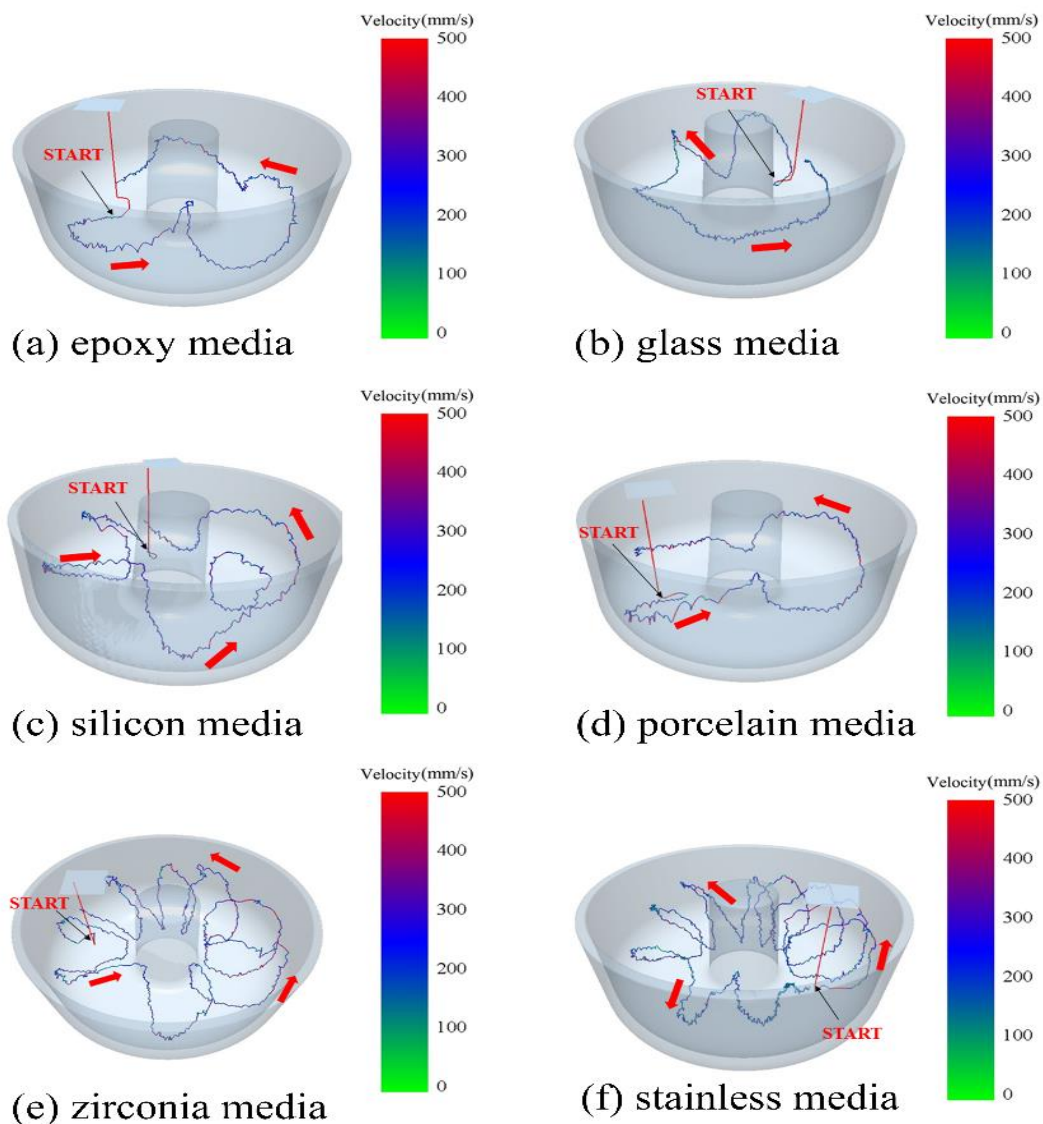 Velocity(mm/s)
500
400
300
200
100
0
START
(a) epoxy media
Velocity(mm/s)
500
400
300
200
100
0
START
(b) glass media
Velocity(mm/s)
500
400
300
200
100
0
START
(c) silicon media
Velocity(mm/s)
500
400
300
200
100
0
START
(d) porcelain media
Velocity(mm/s)
500
400
300
200
100
0
START
(e) zirconia media
Velocity(mm/s)
500
400
300
200
100
0
START
(f) stainless media